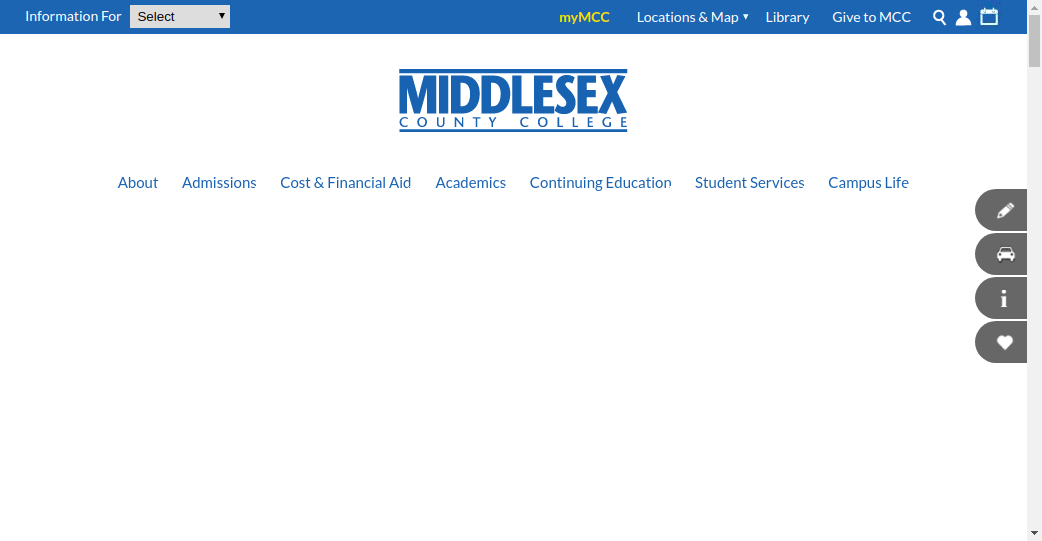 Information For Select myMCC Locations & Map Library Give to MCC
MIDDLESEX
COUNTY COLLEGE
About Admissions Cost & Financial Aid Academics Continuing Education Student Services Campus Life